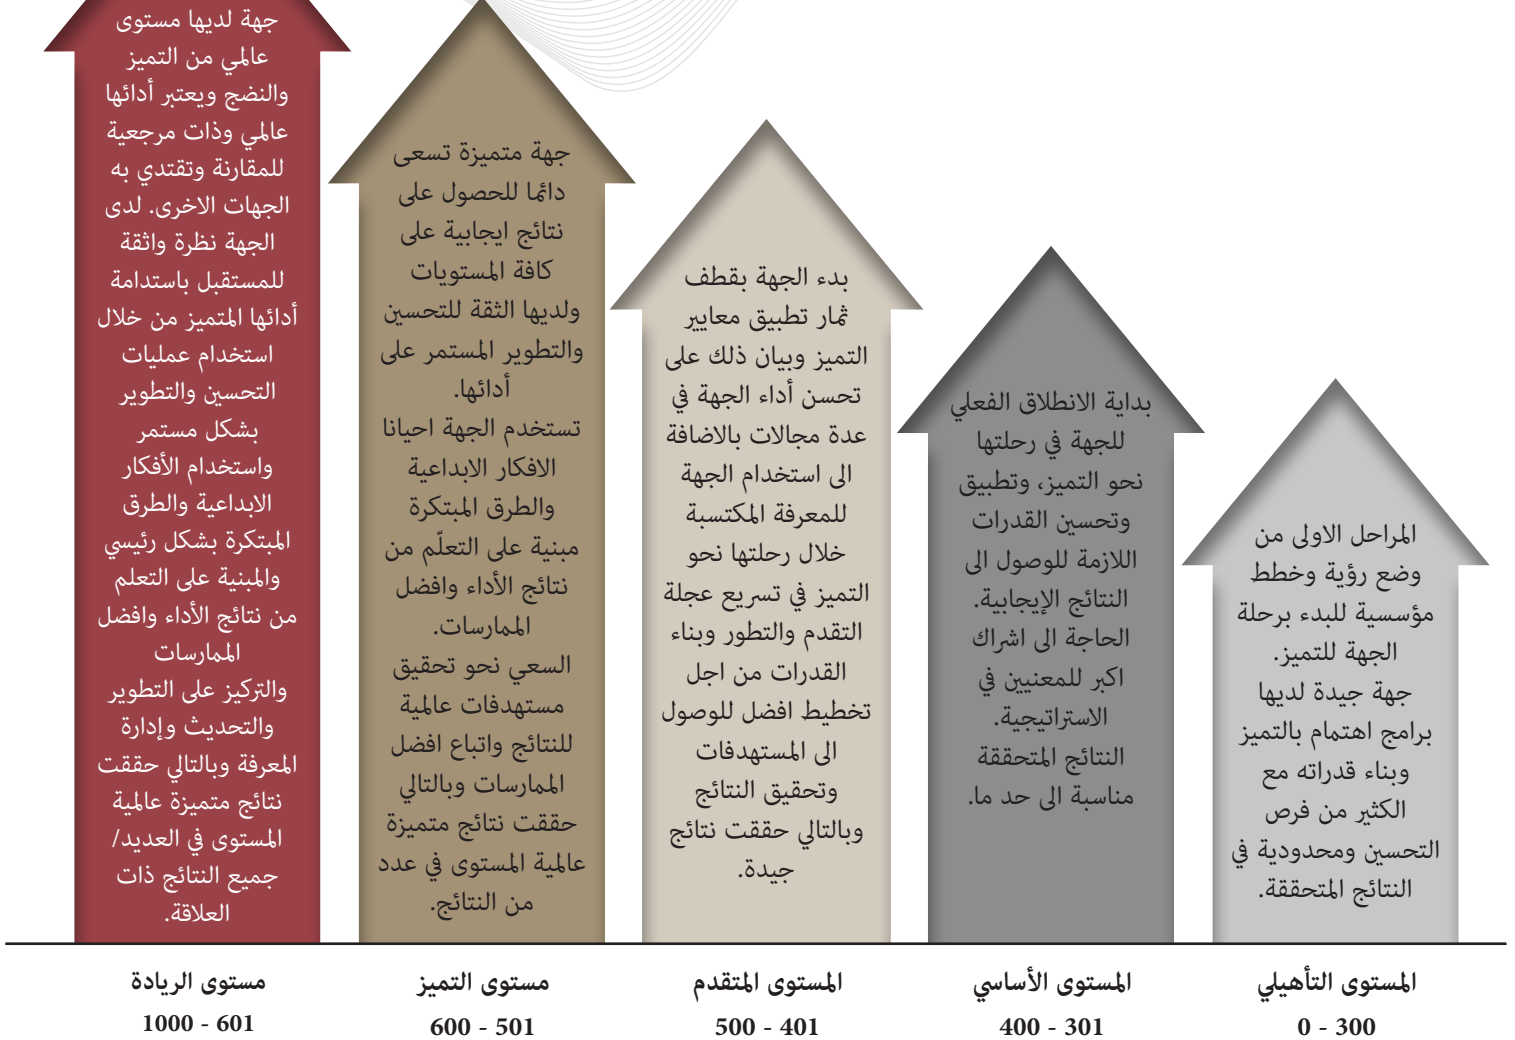 المراحل الاولى من
وضع رؤية وخطط
مؤسسية للبدء برحلة
الجهة للتميز.
جهة جيدة لديها
برامج اهتمام بالتميز
وبناء قدراته مع
الكثير من فرص
التحسين ومحدودية في
النتائج المتحققة.
المستوى التأهيلي
0 - 300
بداية الانطلاق الفعلي
للجهة في رحلتها
نحو التميز، وتطبيق
وتحسين القدرات
اللازمة للوصول الى
النتائج الإيجابية.
الحاجة الى اشراك
اكبر للمعنيين في
الاستراتيجية.
النتائج المتحققة
مناسبة الى حد ما.
المستوى الأساسي
400 - 301
بدء الجهة بقطف
ثمار تطبيق معايير
التميز وبيان ذلك على
تحسن أداء الجهة في
عدة مجالات بالاضافة
الى استخدام الجهة
للمعرفة المكتسبة
خلال رحلتها نحو
التميز في تسريع عجلة
التقدم والتطور وبناء
القدرات من اجل
تخطيط افضل للوصول
الى المستهدفات
وتحقيق النتائج
وبالتالي حققت نتائج
جيدة.
المستوى المتقدم
500 - 401
جهة متميزة تسعى
دائما للحصول على
نتائج ايجابية على
كافة المستويات
ولديها الثقة للتحسين
والتطوير المستمر على
أدائها.
تستخدم الجهة احيانا
الافكار الابداعية
والطرق المبتكرة
مبنية على التعلّم من
نتائج الأداء وافضل
الممارسات.
السعي نحو تحقيق
مستهدفات عالمية
للنتائج واتباع افضل
الممارسات وبالتالي
حققت نتائج متميزة
عالمية المستوى في عدد
من النتائج.
مستوى التميز
600 - 501
جهة لديها مستوى
عالمي من التميز
والنضج ويعتبر أدائها
عالمي وذات مرجعية
للمقارنة وتقتدي به
الجهات الاخرى. لدى
الجهة نظرة واثقة
للمستقبل باستدامة
أدائها المتميز من خلال
استخدام عمليات
التحسين والتطوير
بشكل مستمر
واستخدام الأفكار
الابداعية والطرق
المبتكرة بشكل رئيسي
والمبنية على التعلم
من نتائج الأداء وافضل
الممارسات
والتركيز على التطوير
والتحديث وإدارة
المعرفة وبالتالي حققت
نتائج متميزة عالمية
المستوى في العديد/
جميع النتائج ذات
العلاقة.
مستوى الريادة
1000 - 601